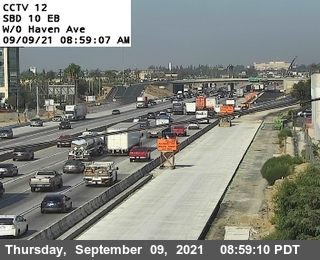 CCTV 12
SBD 10 EB
W/O Haven Ave
09/09/21 08:59:07 AM
Thursday, September 09, 2021 08:59:10 PDT